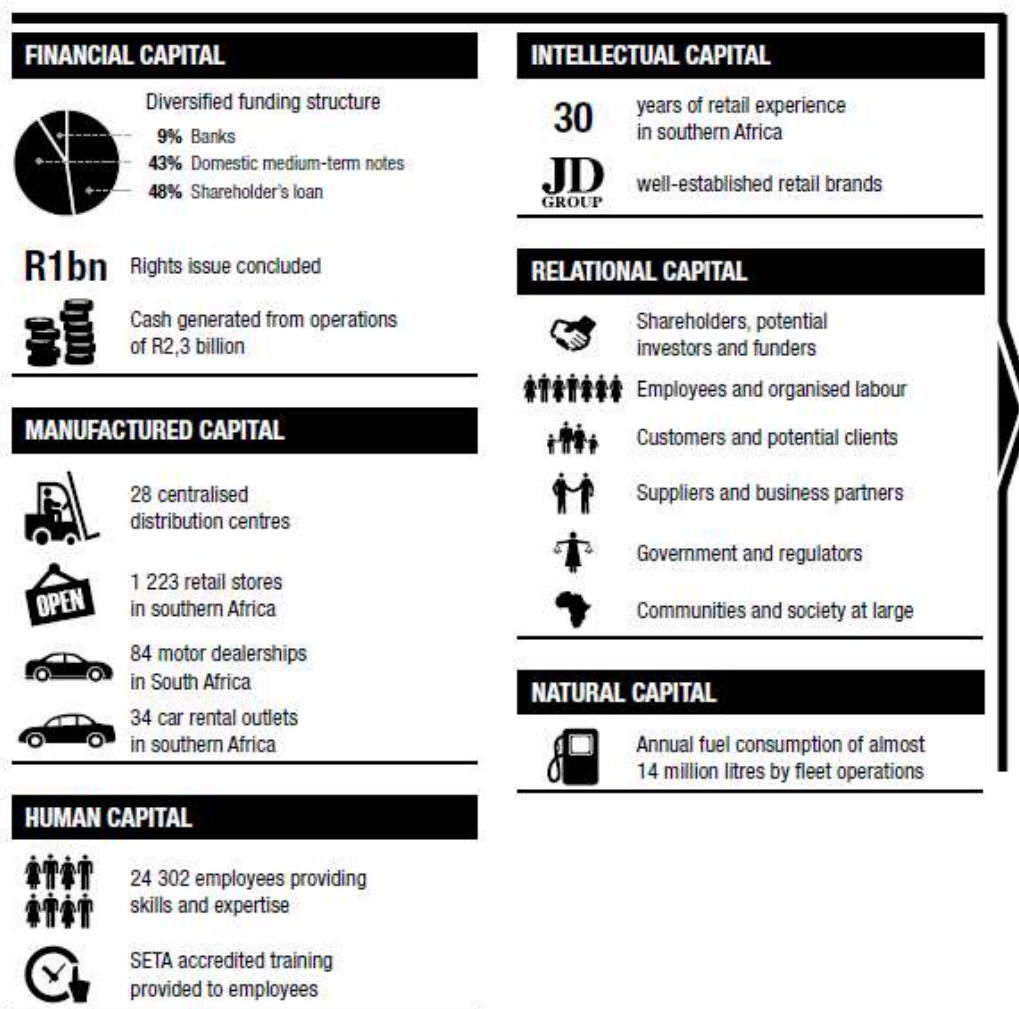 FINANCIAL CAPITAL
Diversified funding structure
9% Banks
43% Domestic medium-term notes
48% Shareholder's loan
R1bn Rights issue concluded
Cash generated from operations
of R2,3 billion
MANUFACTURED CAPITAL
28 centralised
distribution centres
OPEN
1 223 retail stores
in southern Africa
84 motor dealerships
in South Africa
34 car rental outlets
in southern Africa
HUMAN CAPITAL
24 302 employees providing
skills and expertise
SETA accredited training
provided to employees
INTELLECTUAL CAPITAL
30
years of retail experience
in southern Africa
JD
GROUP
well-established retail brands
RELATIONAL CAPITAL
Shareholders, potential
investors and funders
Employees and organised labour
Customers and potential clients
Suppliers and business partners
Government and regulators
Communities and society at large
NATURAL CAPITAL
Annual fuel consumption of almost
14 million litres by fleet operations